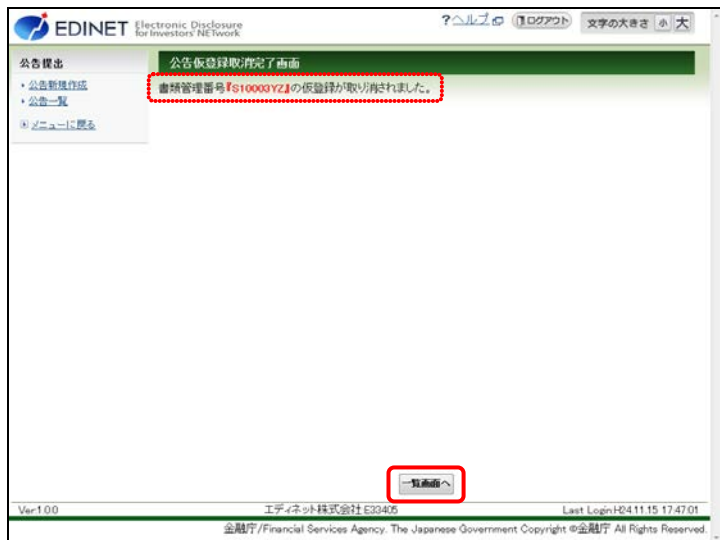 EDINET Electronic Disclosure
for Investors' NETwork
?ヘルプ ログアウト 文字の大きさ 小 大
公告提出
公告新規作成
公告一覧
メニューに戻る
公告仮登録取消完了画面
書類管理番号『S10003YZ』の仮登録が取り消されました。
一覧画面へ
Ver1.00 エディネット株式会社 E33405 Last Login:H24.11.15 17:47:01
金融庁/Financial Services Agency. The Japanese Government Copyright ©金融庁 All Rights Reserved.